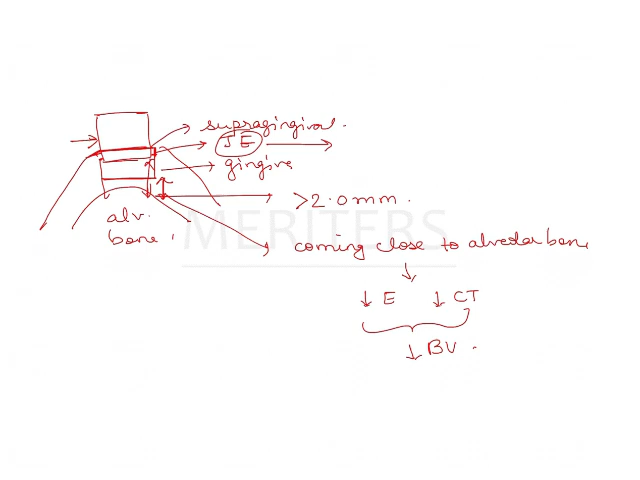 supragingival.
JE
gingiva
>2.0mm.
alv.
bone.
MERITERS
coming close to alveolar bone
↓
↓ E ↓ CT
↓ BV.